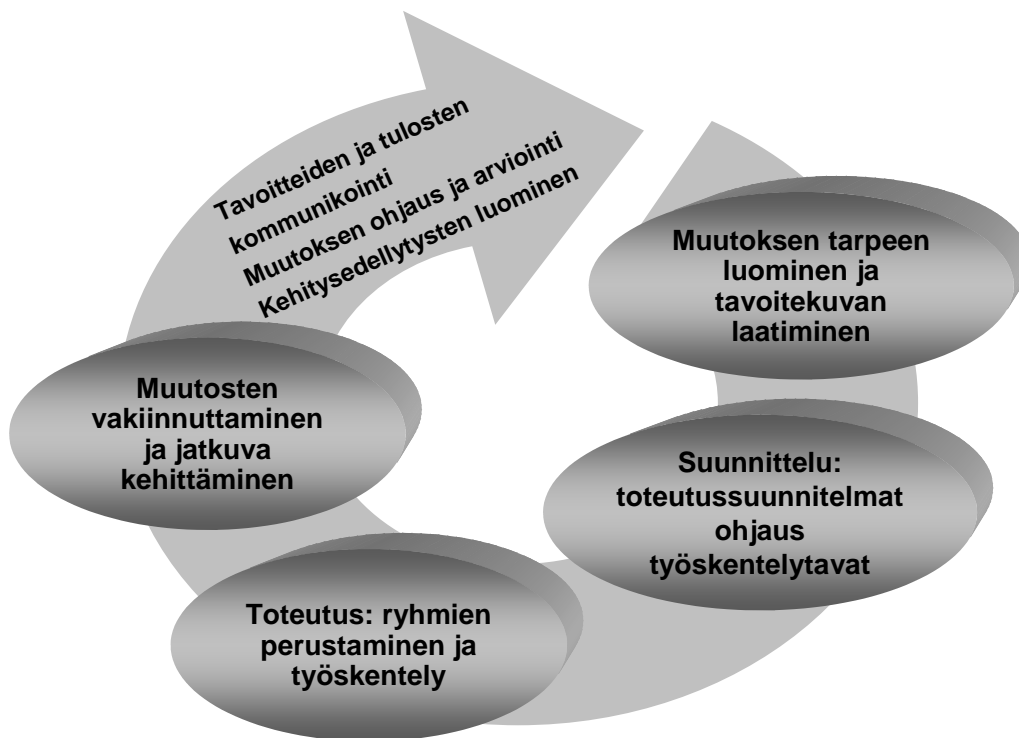 Tavoitteiden ja tulosten
kommunikointi
Muutoksen ohjaus ja arviointi
Kehitysedellytysten luominen
Muutoksen tarpeen
luominen ja
tavoitekuvan
laatiminen
Suunnittelu:
toteutussuunnitelmat
ohjaus
työskentelytavat
Toteutus: ryhmien
perustaminen ja
työskentely
Muutosten
vakiinnuttaminen
ja jatkuva
kehittäminen